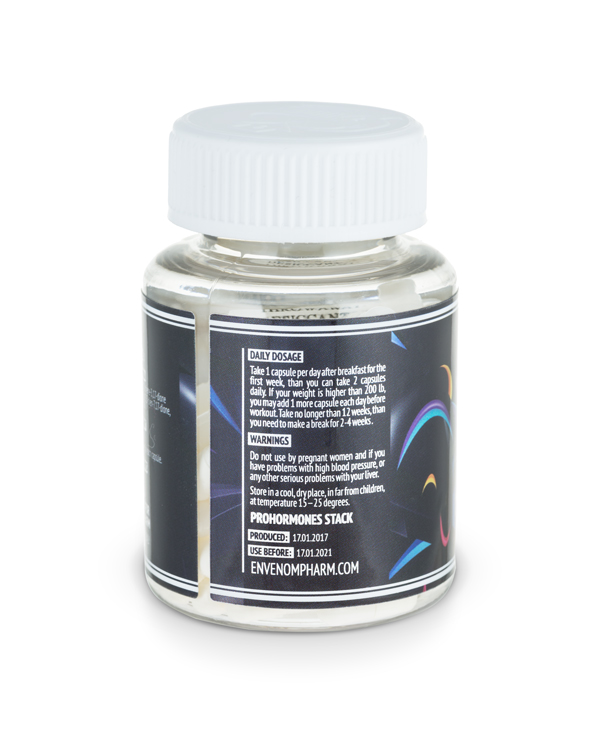 DAILY DOSAGE
Take 1 capsule per day after breakfast for the
first week, than you can take 2 capsules
daily. If your weight is higher than 200 lb,
you may add 1 more capsule each day before
workout. Take no longer than 12 weeks, than
you need to make a break for 2-4 weeks.
WARNINGS
Do not use by pregnant women and if you
have problems with high blood pressure, or
any other serious problems with your liver.
Store in a cool, dry place, in far from children,
at temperature 15–25 degrees.
PROHORMONES STACK
PRODUCED: 17.01.2017
USE BEFORE: 17.01.2021
ENVENOMPHARM.COM